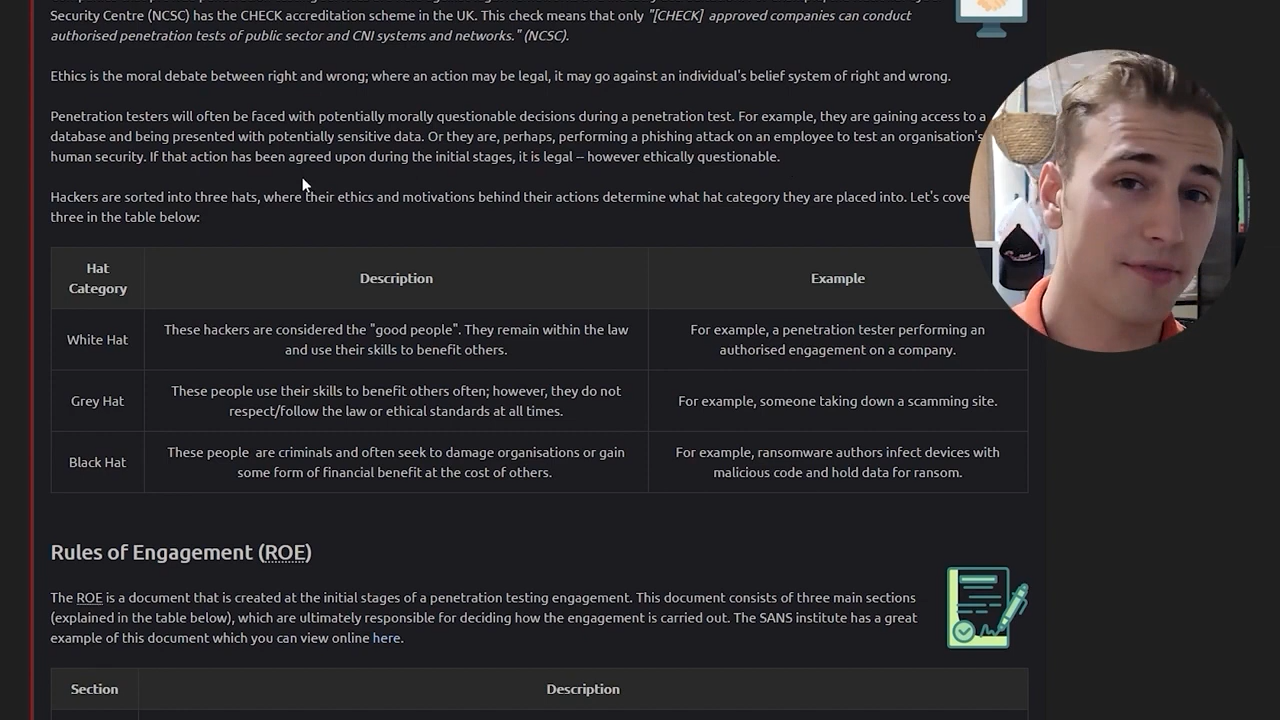 Security Centre (NCSC) has the CHECK accreditation scheme in the UK. This check means that only "[CHECK]  approved companies can conduct
authorised penetration tests of public sector and CNI systems and networks." (NCSC).
Ethics is the moral debate between right and wrong; where an action may be legal, it may go against an individual's belief system of right and wrong.
Penetration testers will often be faced with potentially morally questionable decisions during a penetration test. For example, they are gaining access to a
database and being presented with potentially sensitive data. Or they are, perhaps, performing a phishing attack on an employee to test an organisation's
human security. If that action has been agreed upon during the initial stages, it is legal -- however ethically questionable.
Hackers are sorted into three hats, where their ethics and motivations behind their actions determine what hat category they are placed into. Let's cove
three in the table below:
Hat
Category
Description
Example
White Hat
These hackers are considered the "good people". They remain within the law
and use their skills to benefit others.
For example, a penetration tester performing an
authorised engagement on a company.
Grey Hat
These people use their skills to benefit others often; however, they do not
respect/follow the law or ethical standards at all times.
For example, someone taking down a scamming site.
Black Hat
These people  are criminals and often seek to damage organisations or gain
some form of financial benefit at the cost of others.
For example, ransomware authors infect devices with
malicious code and hold data for ransom.
Rules of Engagement (ROE)
The ROE is a document that is created at the initial stages of a penetration testing engagement. This document consists of three main sections
(explained in the table below), which are ultimately responsible for deciding how the engagement is carried out. The SANS institute has a great
example of this document which you can view online here.
Section
Description